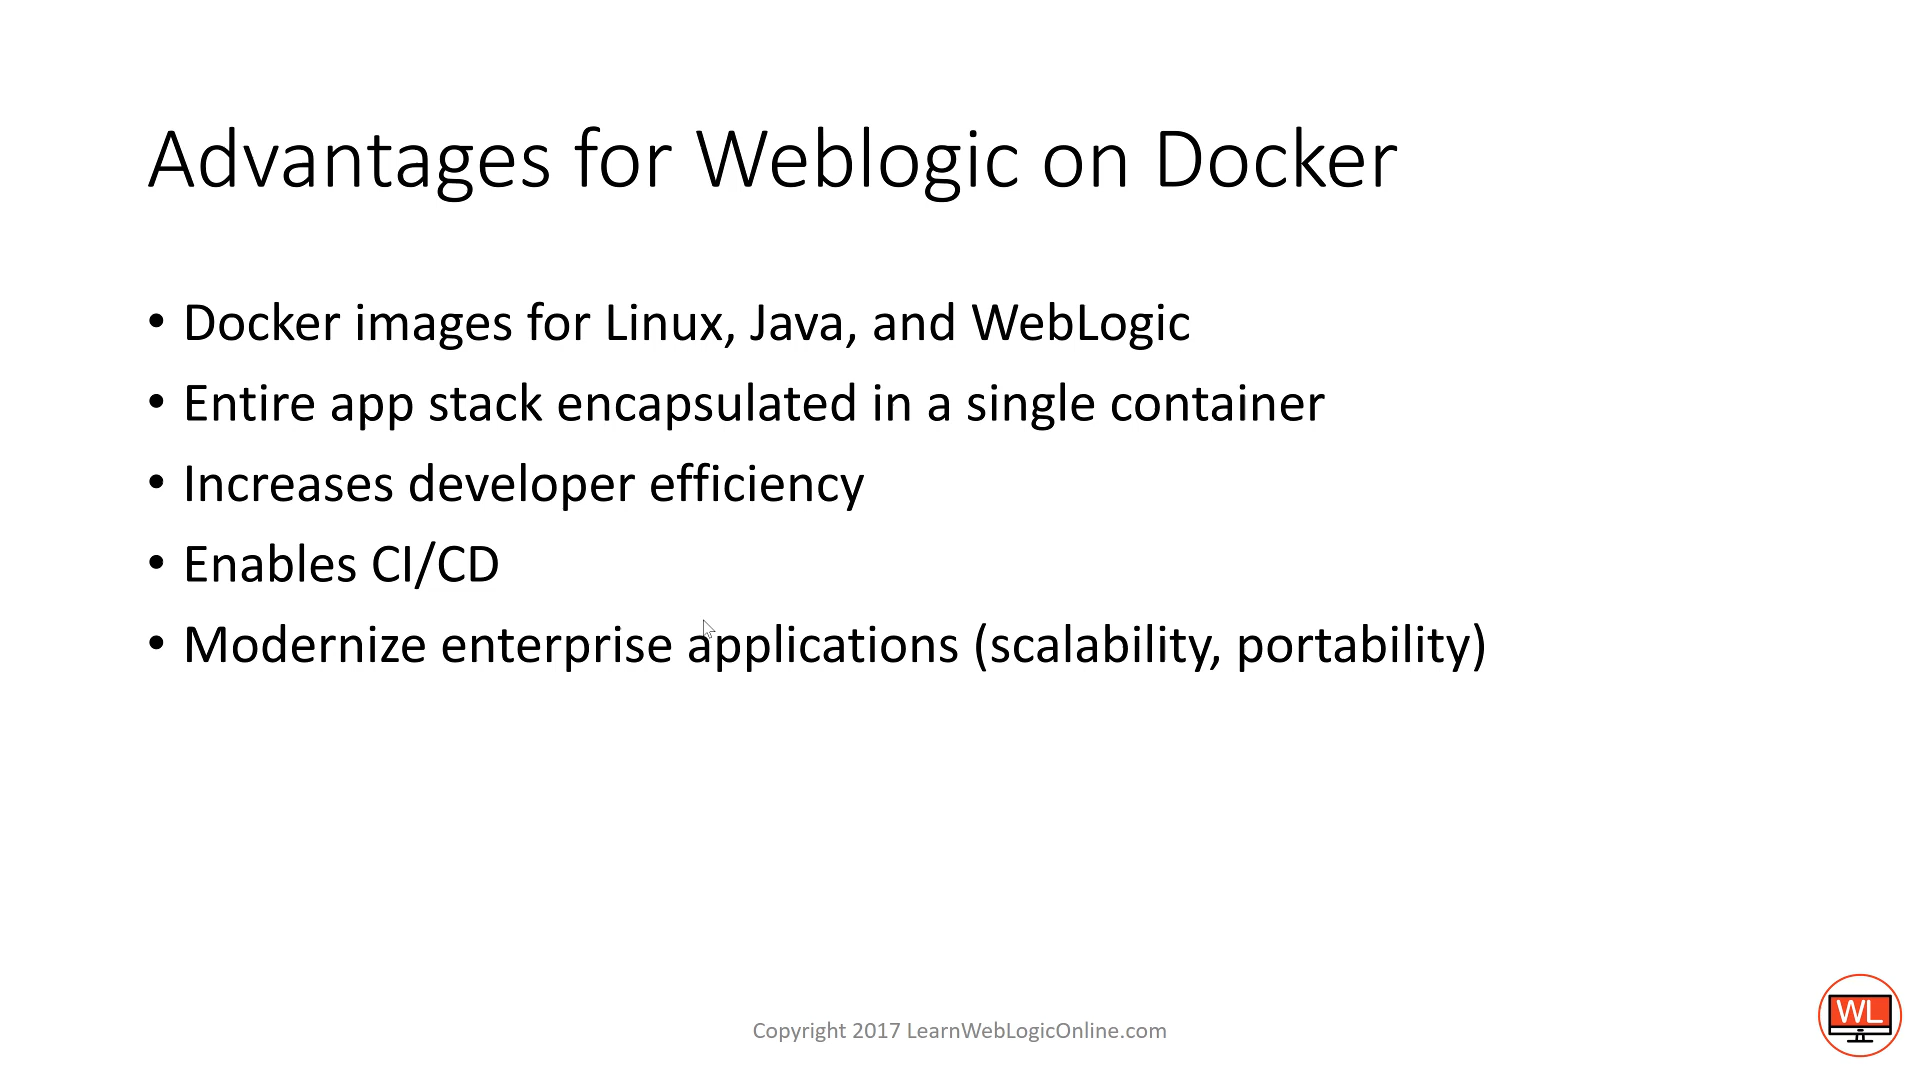 Advantages for Weblogic on Docker
• Docker images for Linux, Java, and WebLogic
• Entire app stack encapsulated in a single container
• Increases developer efficiency
• Enables CI/CD
• Modernize enterprise applications (scalability, portability)
Copyright 2017 LearnWebLogicOnline.com
WL